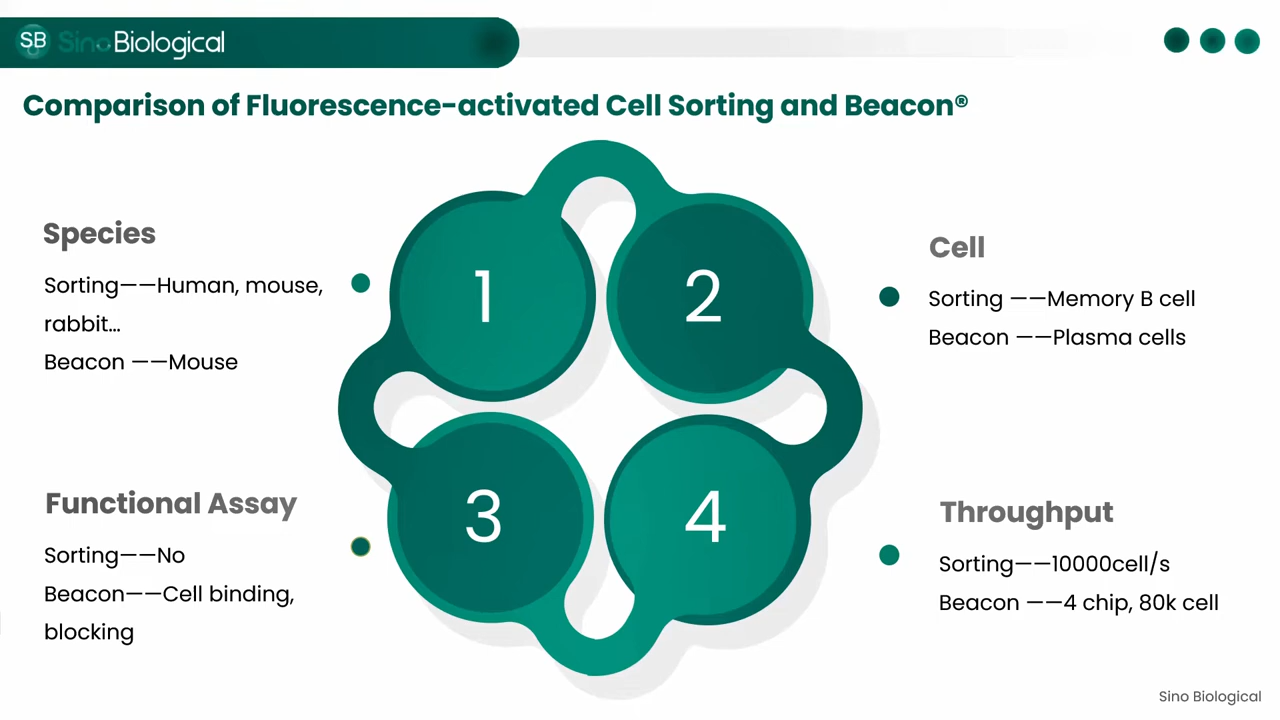 SB SinoBiological
Comparison of Fluorescence-activated Cell Sorting and Beacon®
Species
Sorting——Human, mouse,
rabbit...
Beacon ——Mouse
1
2
Cell
Sorting ——Memory B cell
Beacon ——Plasma cells
Functional Assay
Sorting——No
Beacon——Cell binding,
blocking
3
4
Throughput
Sorting——10000cell/s
Beacon ——4 chip, 80k cell
Sino Biological